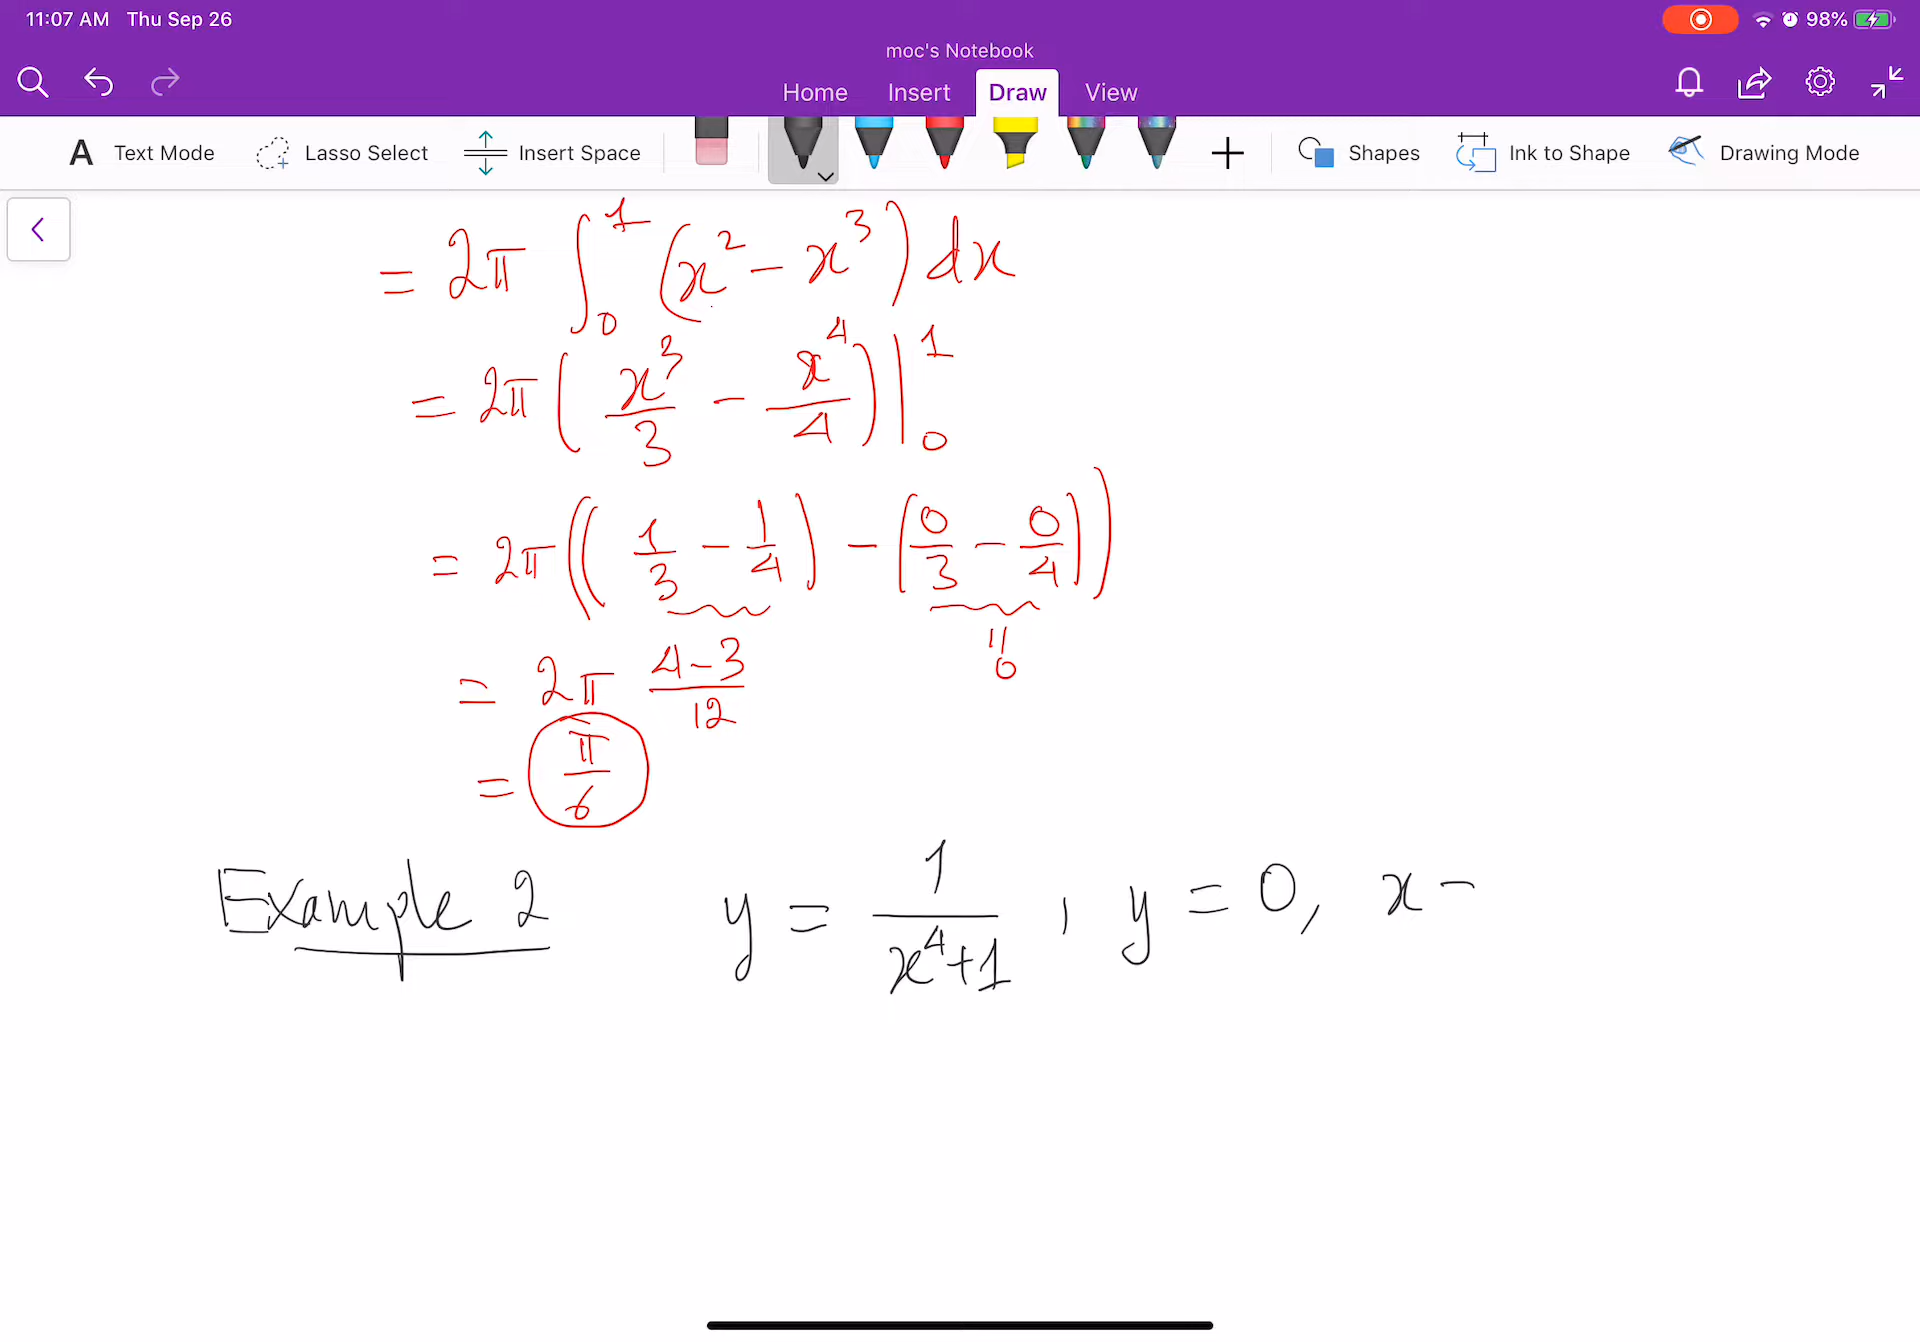 11:07 AM Thu Sep 26
98%
moc's Notebook
Home Insert Draw View
A Text Mode Lasso Select Insert Space Shapes Ink to Shape Drawing Mode
= 2π ∫₀¹ (x² - x³) dx
= 2π ( x³/3 - x⁴/4 ) |₀¹
= 2π (( 1/3 - 1/4 ) - ( 0/3 - 0/4 ))
= 2π (4-3)/12
"
0
= π/6
Example 2 y = 1/(x⁴+1) , y = 0, x -